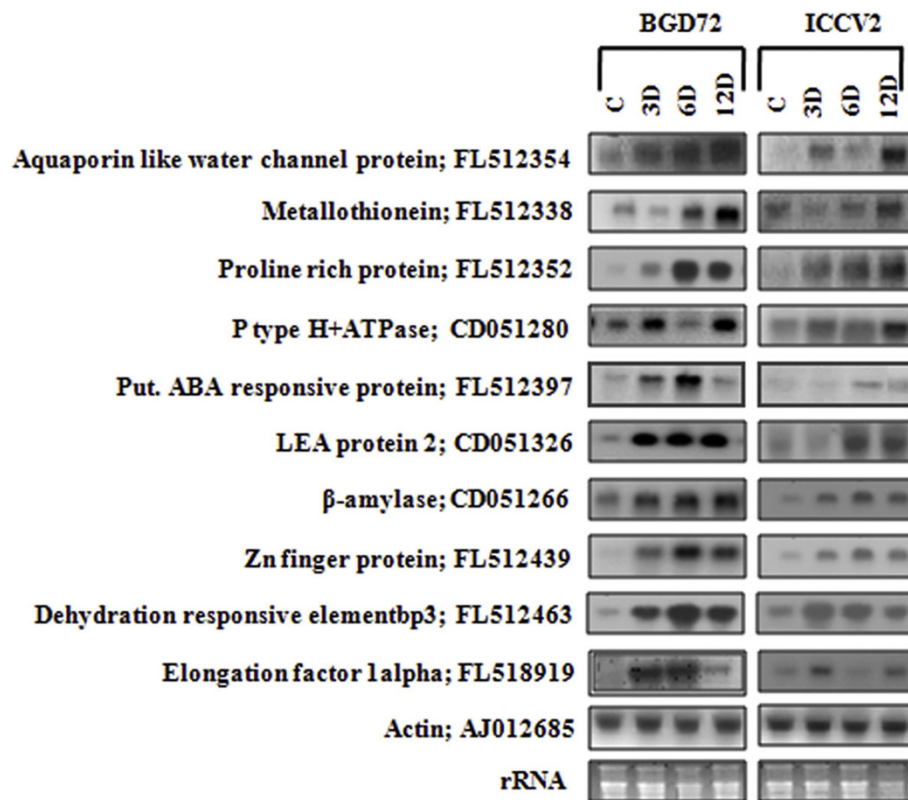 BGD72 ICCV2
C 3D 6D 12D C 3D 6D 12D
Aquaporin like water channel protein; FL512354
Metallothionein; FL512338
Proline rich protein; FL512352
P type H+ATPase; CD051280
Put. ABA responsive protein; FL512397
LEA protein 2; CD051326
β-amylase; CD051266
Zn finger protein; FL512439
Dehydration responsive elementbp3; FL512463
Elongation factor 1alpha; FL518919
Actin; AJ012685
rRNA